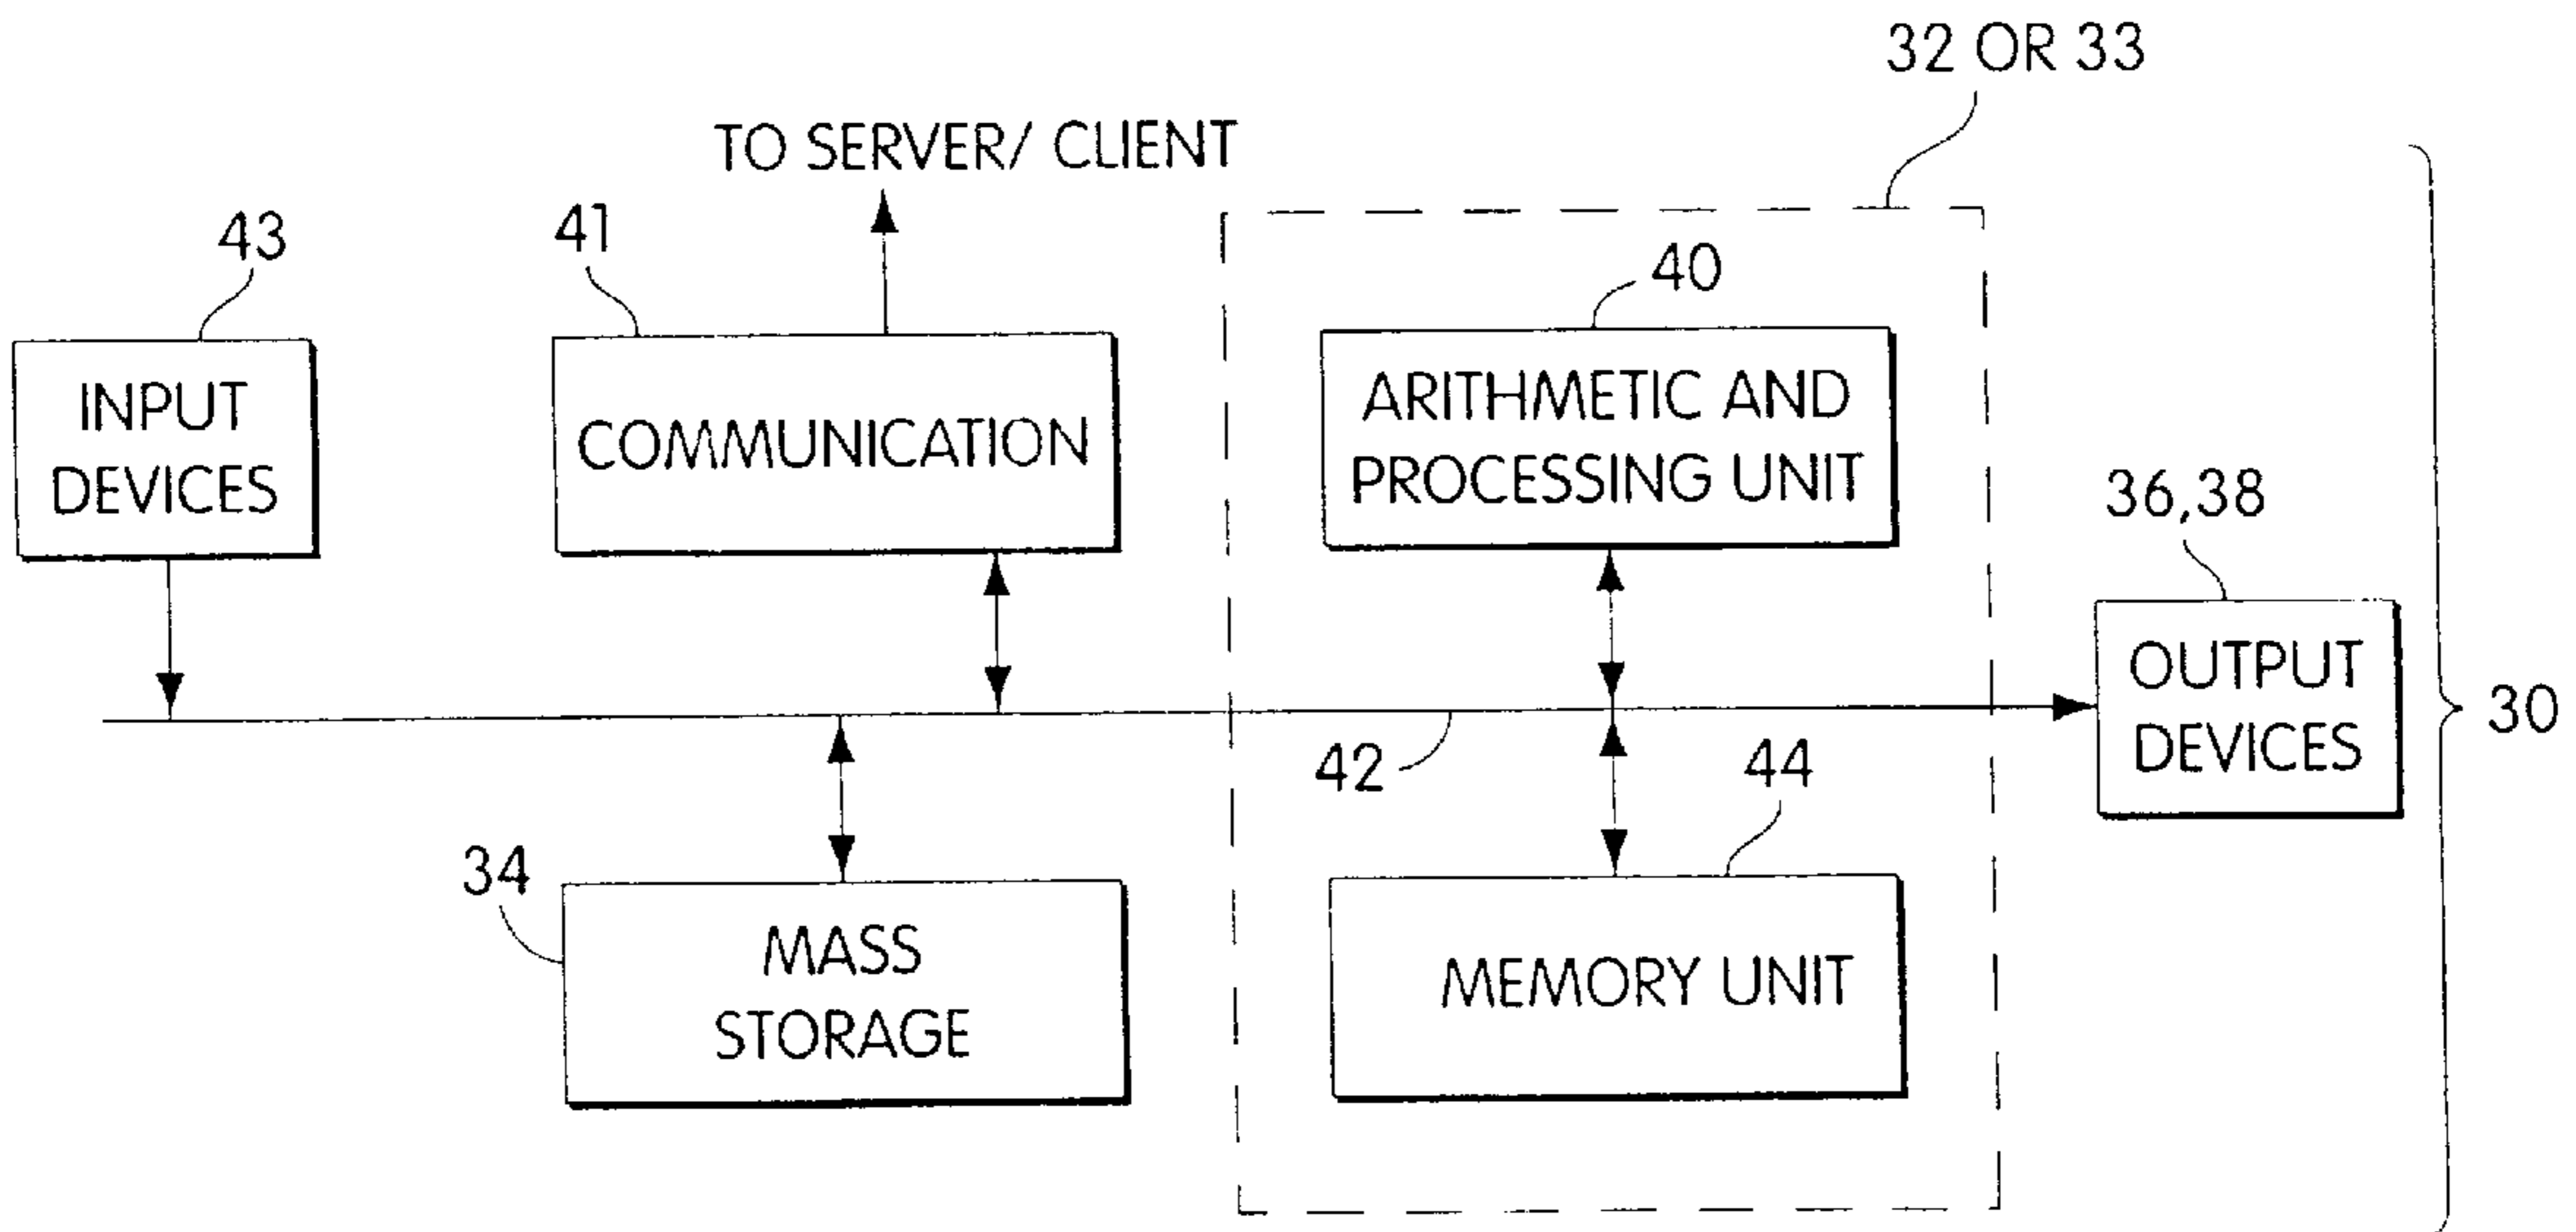 32 OR 33
TO SERVER/ CLIENT
43
41
40
INPUT
DEVICES
COMMUNICATION
ARITHMETIC AND
PROCESSING UNIT
36,38
OUTPUT
DEVICES
30
42
44
34
MASS
STORAGE
MEMORY UNIT